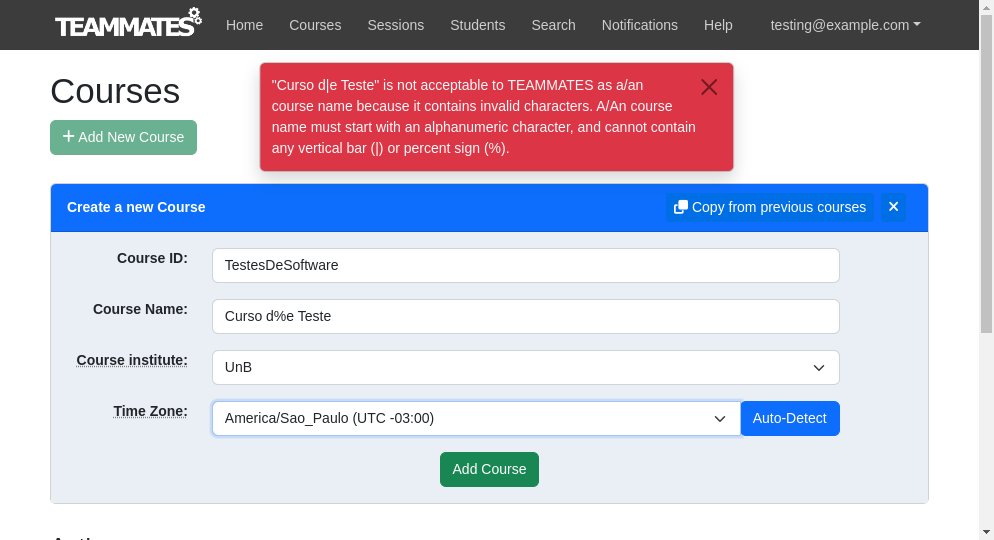 TEAMMATES Home Courses Sessions Students Search Notifications Help testing@example.com
Courses
"Curso d|e Teste" is not acceptable to TEAMMATES as a/an
course name because it contains invalid characters. A/An course
name must start with an alphanumeric character, and cannot contain
any vertical bar (|) or percent sign (%).
+ Add New Course
Create a new Course Copy from previous courses
Course ID: TestesDeSoftware
Course Name: Curso d%e Teste
Course institute: UnB
Time Zone: America/Sao_Paulo (UTC -03:00) Auto-Detect
Add Course